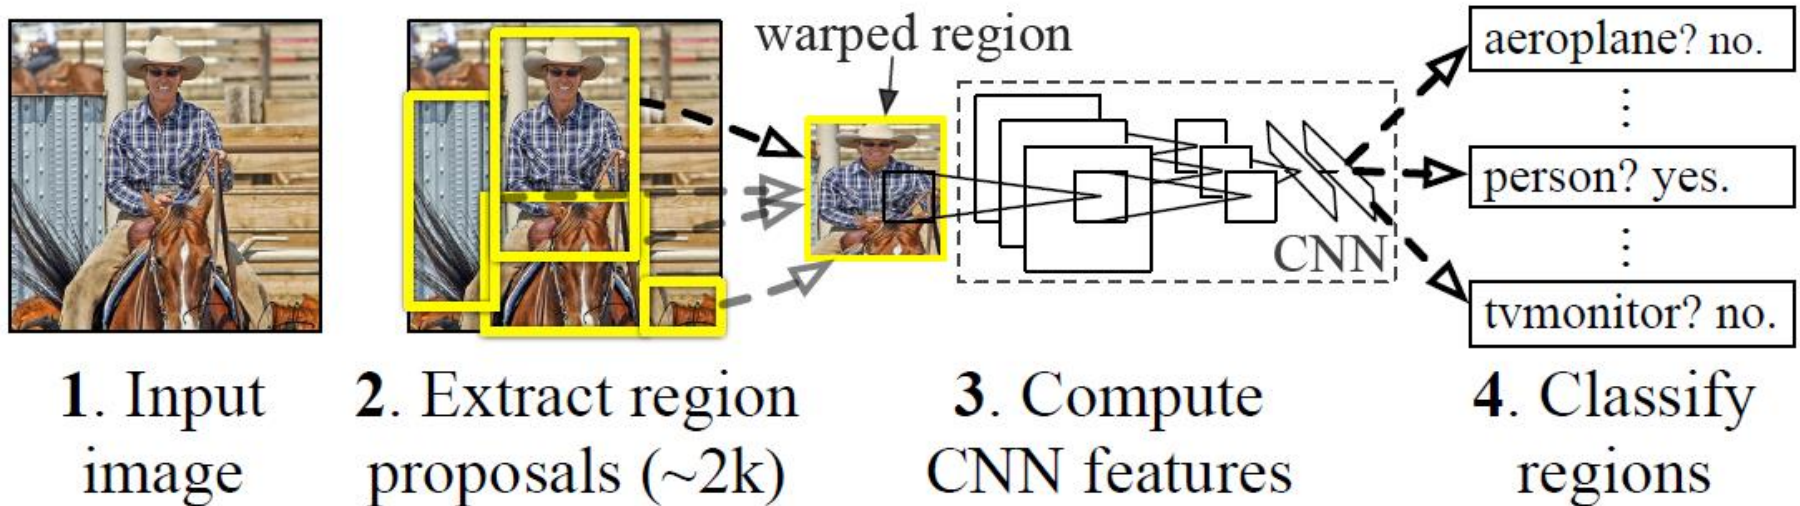 warped region
aeroplane? no.
person? yes.
CNN
tvmonitor? no.
1. Input
image
2. Extract region
proposals (~2k)
3. Compute
CNN features
4. Classify
regions